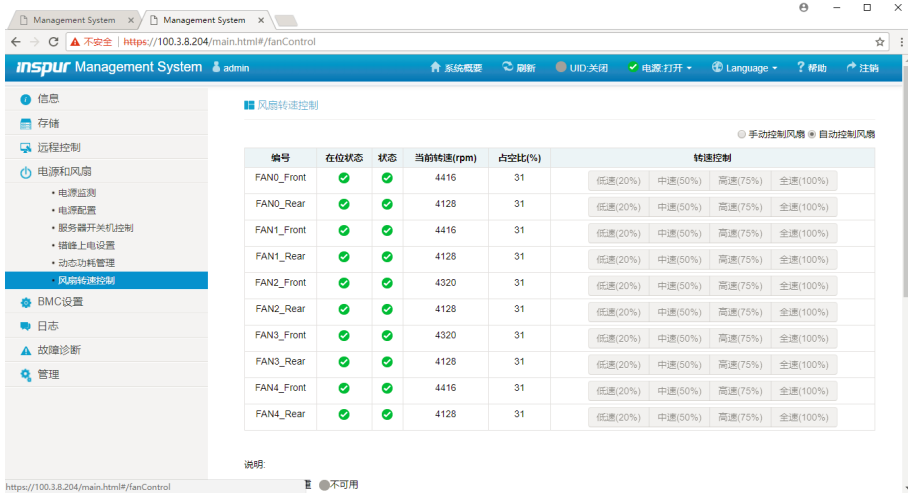 Management System × Management System ×
不安全 | https://100.3.8.204/main.html#/fanControl
inspur Management System admin 系统概要 刷新 UID:关闭 电源:打开 Language ? 帮助 注销
信息
存储
远程控制
电源和风扇
• 电源监测
• 电源配置
• 服务器开关机控制
• 错峰上电设置
• 动态功耗管理
• 风扇转速控制
BMC设置
日志
故障诊断
管理
风扇转速控制
手动控制风扇 自动控制风扇
编号 在位状态 状态 当前转速(rpm) 占空比(%) 转速控制
FAN0_Front 4416 31 低速(20%) 中速(50%) 高速(75%) 全速(100%)
FAN0_Rear 4128 31 低速(20%) 中速(50%) 高速(75%) 全速(100%)
FAN1_Front 4416 31 低速(20%) 中速(50%) 高速(75%) 全速(100%)
FAN1_Rear 4128 31 低速(20%) 中速(50%) 高速(75%) 全速(100%)
FAN2_Front 4320 31 低速(20%) 中速(50%) 高速(75%) 全速(100%)
FAN2_Rear 4128 31 低速(20%) 中速(50%) 高速(75%) 全速(100%)
FAN3_Front 4320 31 低速(20%) 中速(50%) 高速(75%) 全速(100%)
FAN3_Rear 4128 31 低速(20%) 中速(50%) 高速(75%) 全速(100%)
FAN4_Front 4416 31 低速(20%) 中速(50%) 高速(75%) 全速(100%)
FAN4_Rear 4128 31 低速(20%) 中速(50%) 高速(75%) 全速(100%)
说明:
不可用
https://100.3.8.204/main.html#/fanControl